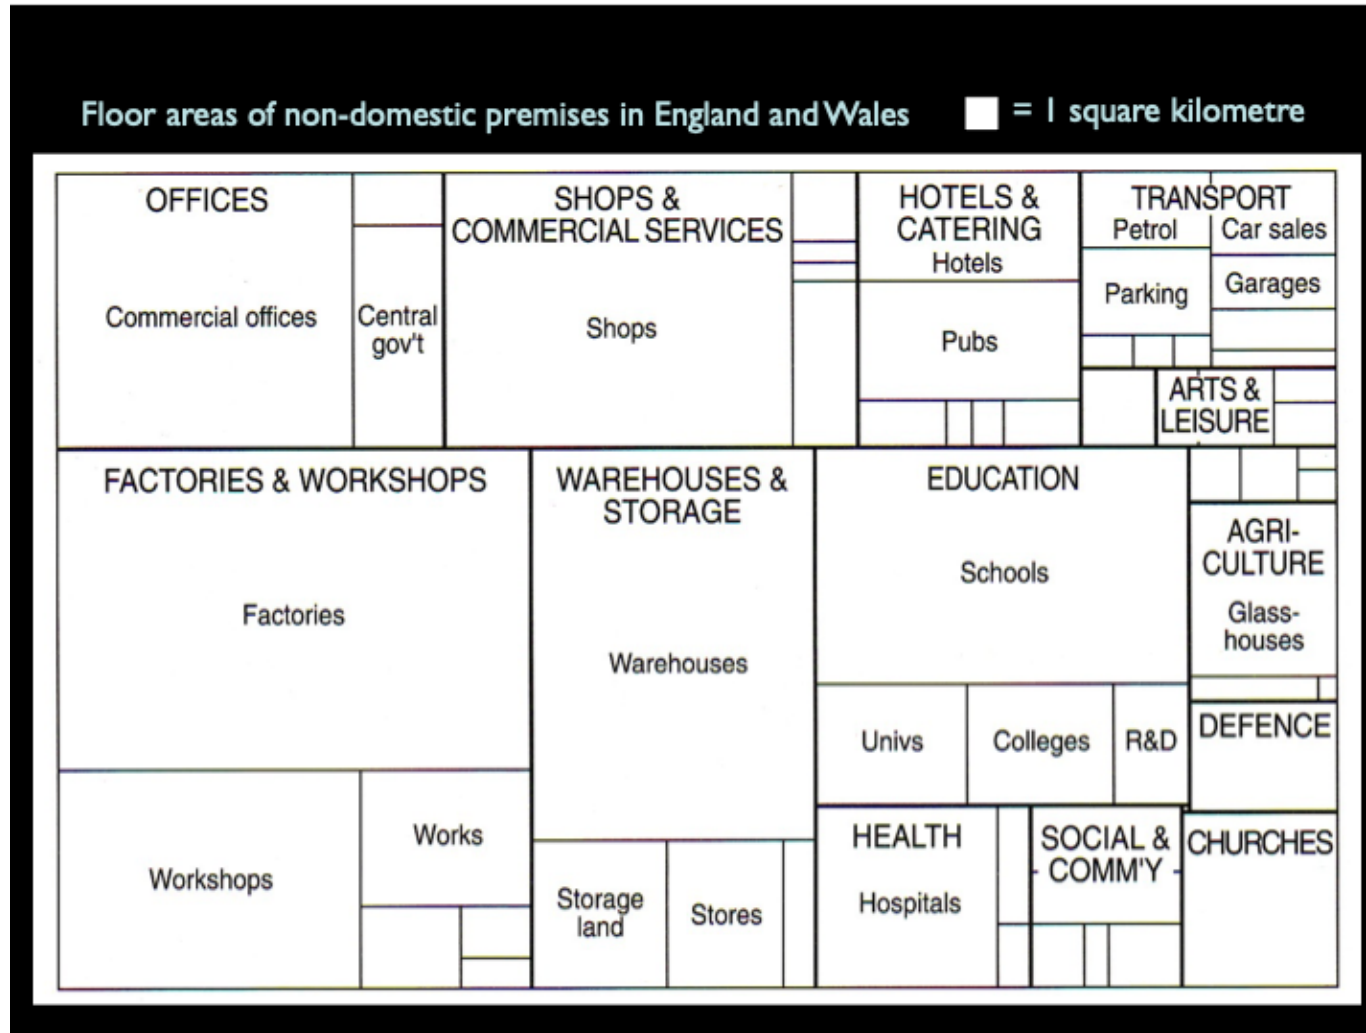 Floor areas of non-domestic premises in England and Wales
= 1 square kilometre
OFFICES
Commercial offices
Central
gov't
SHOPS &
COMMERCIAL SERVICES
Shops
HOTELS &
CATERING
Hotels
Pubs
TRANSPORT
Petrol
Car sales
Parking
Garages
ARTS &
LEISURE
FACTORIES & WORKSHOPS
Factories
Workshops
Works
WAREHOUSES &
STORAGE
Warehouses
Storage
land
Stores
EDUCATION
Schools
Univs
Colleges
R&D
AGRI-
CULTURE
Glass-
houses
DEFENCE
HEALTH
Hospitals
SOCIAL &
COMM'Y
CHURCHES